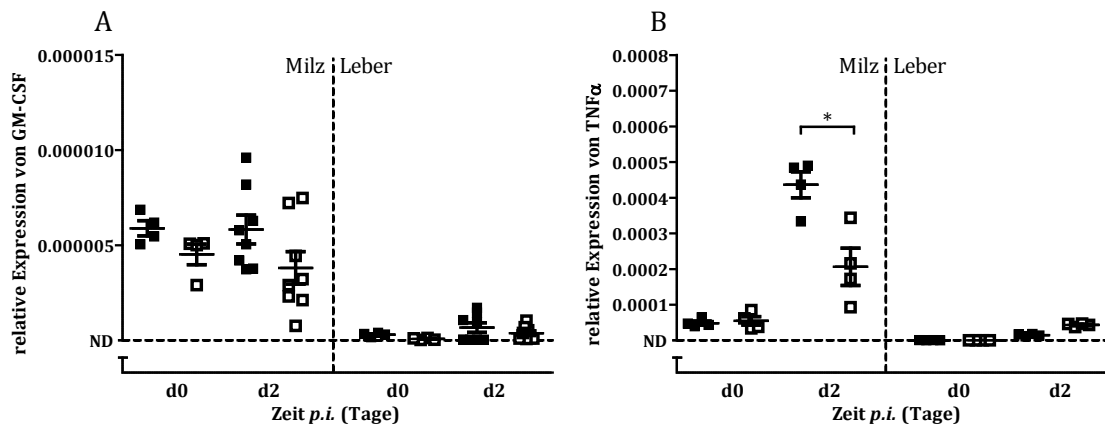 A
relative Expression von GM-CSF
0.000015
0.000010
0.000005
ND
Milz Leber
d0 d2 d0 d2
Zeit p.i. (Tage)
B
relative Expression von TNFα
0.0008
0.0007
0.0006
0.0005
0.0004
0.0003
0.0002
0.0001
ND
Milz Leber
*
d0 d2 d0 d2
Zeit p.i. (Tage)